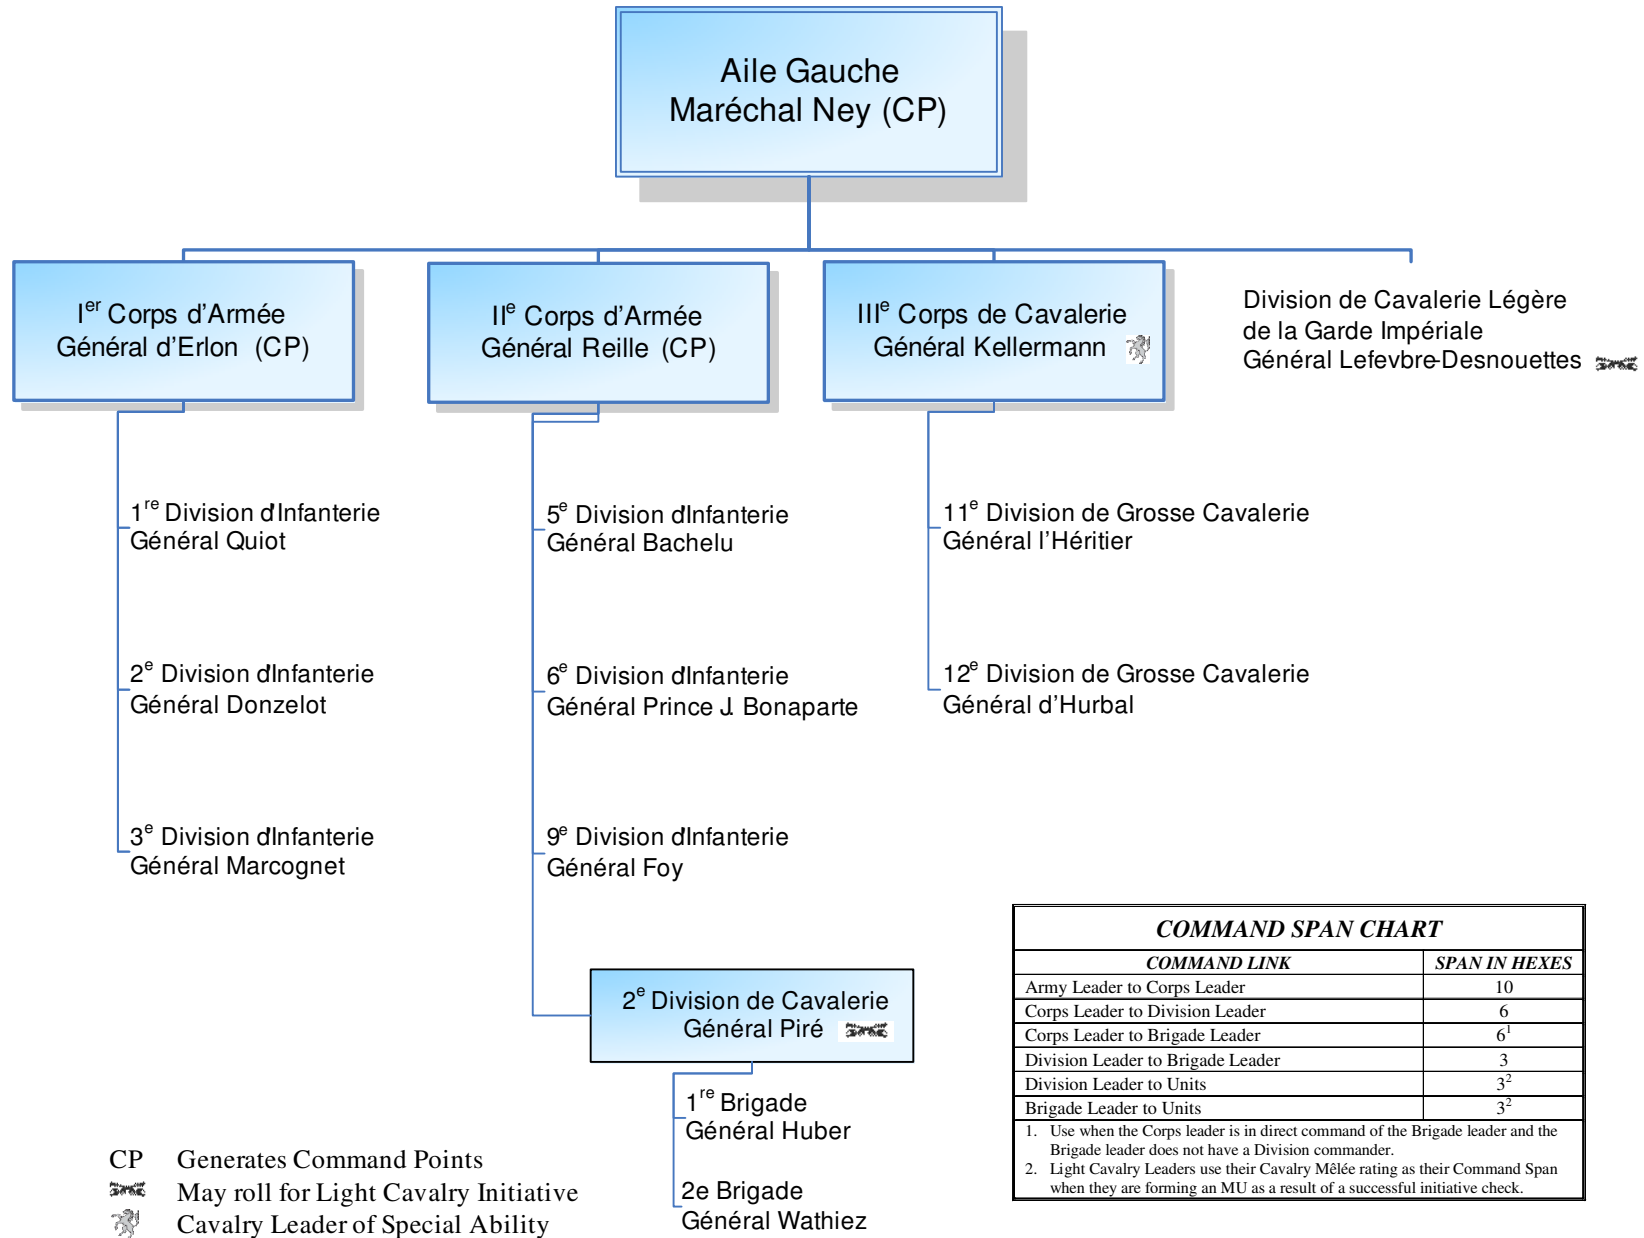 Aile Gauche
Maréchal Ney (CP)
Ier Corps d'Armée
Général d'Erlon (CP)
IIe Corps d'Armée
Général Reille (CP)
IIIe Corps de Cavalerie
Général Kellermann
Division de Cavalerie Légère
de la Garde Impériale
Général Lefevbre-Desnouettes
1re Division d'Infanterie
Général Quiot
2e Division d'Infanterie
Général Donzelot
3e Division d'Infanterie
Général Marcognet
5e Division d'Infanterie
Général Bachelu
6e Division d'Infanterie
Général Prince J. Bonaparte
9e Division d'Infanterie
Général Foy
2e Division de Cavalerie
Général Piré
1re Brigade
Général Huber
2e Brigade
Général Wathiez
11e Division de Grosse Cavalerie
Général l'Héritier
12e Division de Grosse Cavalerie
Général d'Hurbal
CP Generates Command Points
May roll for Light Cavalry Initiative
Cavalry Leader of Special Ability
COMMAND SPAN CHART
COMMAND LINK SPAN IN HEXES
Army Leader to Corps Leader 10
Corps Leader to Division Leader 6
Corps Leader to Brigade Leader 6¹
Division Leader to Brigade Leader 3
Division Leader to Units 3²
Brigade Leader to Units 3²
1. Use when the Corps leader is in direct command of the Brigade leader and the
Brigade leader does not have a Division commander.
2. Light Cavalry Leaders use their Cavalry Mêlée rating as their Command Span
when they are forming an MU as a result of a successful initiative check.